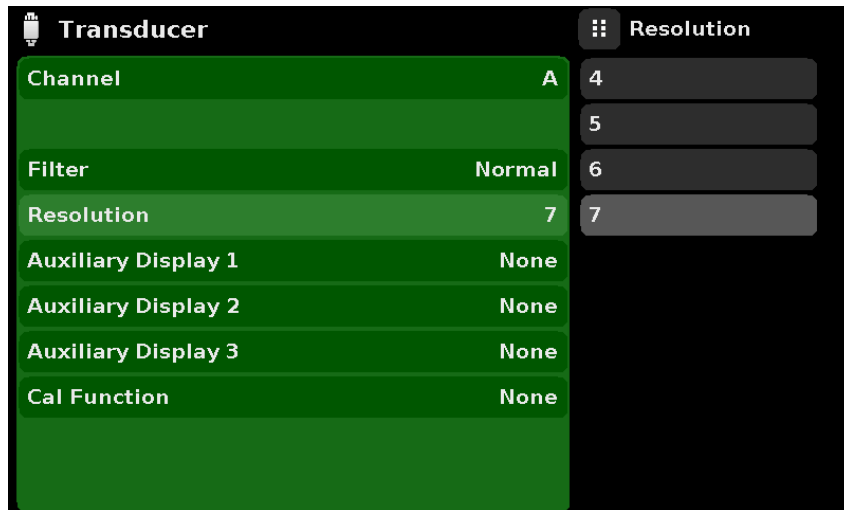 Transducer
Channel A
Filter Normal
Resolution 7
Auxiliary Display 1 None
Auxiliary Display 2 None
Auxiliary Display 3 None
Cal Function None
Resolution
4
5
6
7